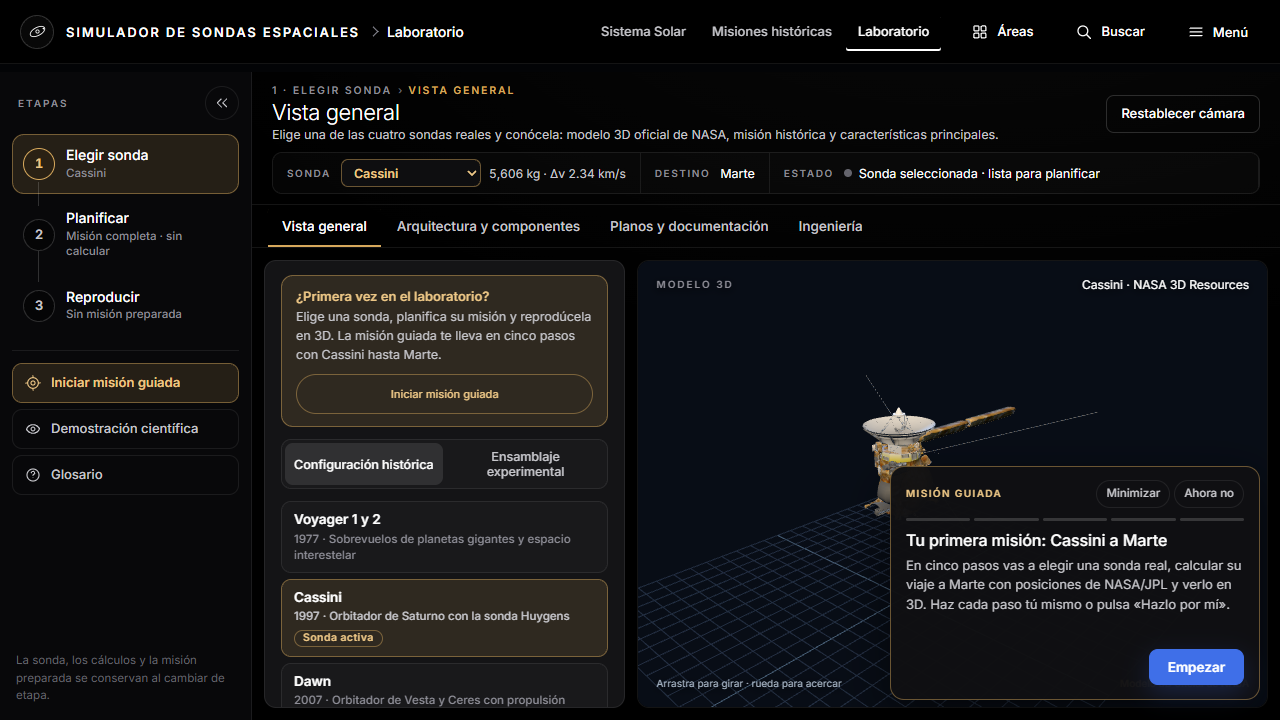 SIMULADOR DE SONDAS ESPACIALES
Laboratorio
Sistema Solar
Misiones históricas
Laboratorio
Áreas
Buscar
Menú
ETAPAS
1
Elegir sonda
Cassini
2
Planificar
Misión completa · sin
calcular
3
Reproducir
Sin misión preparada
Iniciar misión guiada
Demostración científica
Glosario
La sonda, los cálculos y la misión
preparada se conservan al cambiar de
etapa.
1 · ELEGIR SONDA › VISTA GENERAL
Vista general
Elige una de las cuatro sondas reales y conócela: modelo 3D oficial de NASA, misión histórica y características principales.
Restablecer cámara
SONDA Cassini 5,606 kg · Δv 2.34 km/s
DESTINO Marte
ESTADO Sonda seleccionada · lista para planificar
Vista general
Arquitectura y componentes
Planos y documentación
Ingeniería
¿Primera vez en el laboratorio?
Elige una sonda, planifica su misión y reprodúcela
en 3D. La misión guiada te lleva en cinco pasos
con Cassini hasta Marte.
Iniciar misión guiada
Configuración histórica
Ensamblaje
experimental
Voyager 1 y 2
1977 · Sobrevuelos de planetas gigantes y espacio
interestelar
Cassini
1997 · Orbitador de Saturno con la sonda Huygens
Sonda activa
Dawn
2007 · Orbitador de Vesta y Ceres con propulsión
MODELO 3D
Cassini · NASA 3D Resources
Arrastra para girar · rueda para acercar
MISIÓN GUIADA
Minimizar
Ahora no
Tu primera misión: Cassini a Marte
En cinco pasos vas a elegir una sonda real, calcular su
viaje a Marte con posiciones de NASA/JPL y verlo en
3D. Haz cada paso tú mismo o pulsa «Hazlo por mí».
Empezar